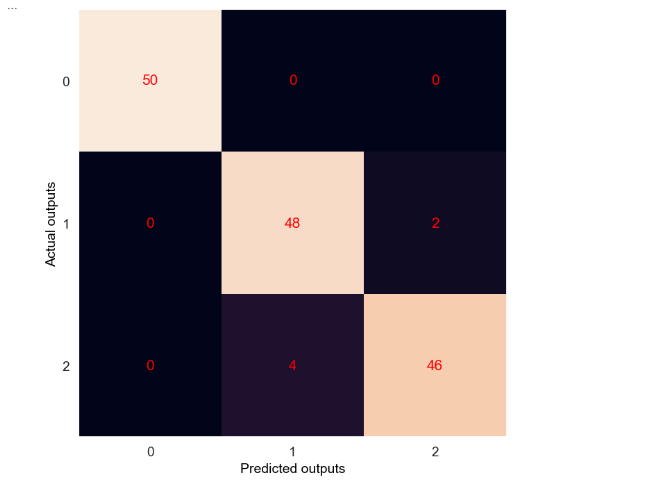 ...
0 50 0 0
Actual outputs
1 0 48 2
2 0 4 46
0 1 2
Predicted outputs